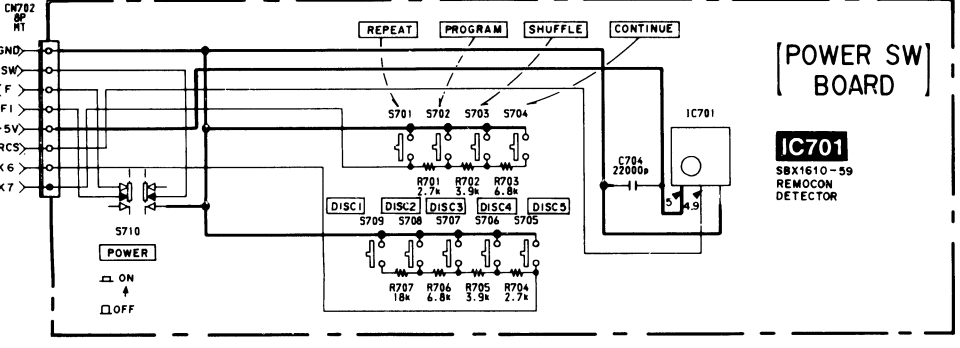 CN702
8P
MT
GND
SW
F
F1
5V
RCS
K6
K7
REPEAT PROGRAM SHUFFLE CONTINUE
S701 S702 S703 S704
R701 R702 R703
2.7k 3.9k 6.8k
DISC1 DISC2 DISC3 DISC4 DISC5
S709 S708 S707 S706 S705
R707 R706 R705 R704
18k 6.8k 3.9k 2.7k
S710
POWER
ON
OFF
C704
22000p
IC701
5 4.9
POWER SW
BOARD
IC701
SBX1610-59
REMOCON
DETECTOR